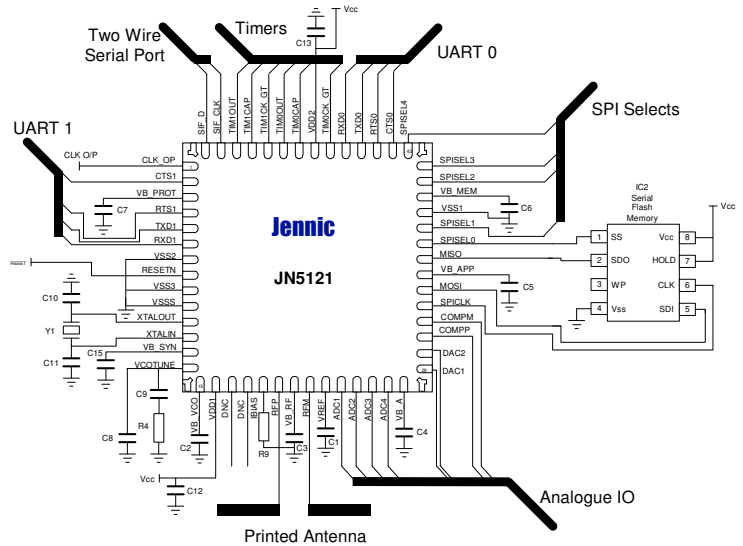 Two Wire
Serial Port
Timers
Vcc
C13
UART 0
SIF_D
SIF_CLK
TIM1OUT
TIM1CAP
TIM1CK_GT
TIM0OUT
TIM0CAP
VDD2
TIM0CK_GT
RXD0
TXD0
RTS0
CTS0
SPISEL4
SPI Selects
UART 1
CLK O/P
CLK_OP
1
43
CTS1
VB_PROT
C7
RTS1
TXD1
RXD1
VSS2
RESET
RESETN
VSS3
VSSS
C10
XTALOUT
Y1
XTALIN
C11
C15
VB_SYN
VCOTUNE
C9
R4
C8
Jennic
JN5121
SPISEL3
SPISEL2
VB_MEM
C6
VSS1
SPISEL1
SPISEL0
MISO
VB_APP
C5
MOSI
SPICLK
COMPM
COMPP
DAC2
28
DAC1
IC2
Serial
Flash
Memory
Vcc
1 SS Vcc 8
2 SDO HOLD 7
3 WP CLK 6
4 Vss SDI 5
15
VB_VCO
VDD1
DNC
DNC
IBIAS
RFP
VB_RF
RFM
VREF
ADC1
ADC2
ADC3
ADC4
VB_A
C2
R9
C3
C1
C4
Vcc
C12
Analogue IO
Printed Antenna